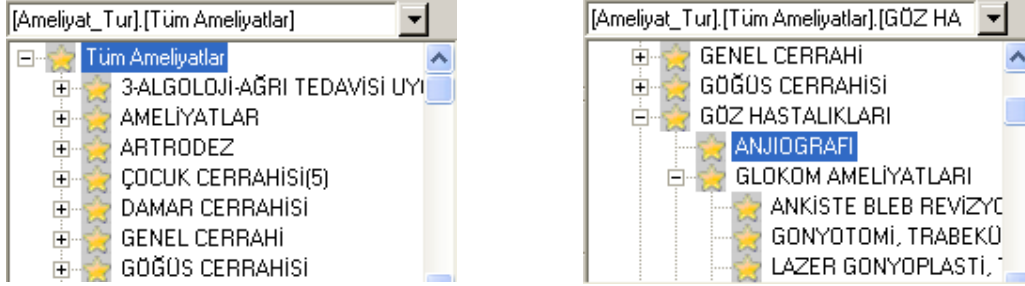 [Ameliyat_Tur].[Tüm Ameliyatlar]
Tüm Ameliyatlar
3-ALGOLOJİ-AĞRI TEDAVİSİ
AMELİYATLAR
ARTRODEZ
ÇOCUK CERRAHİSİ(5)
DAMAR CERRAHİSİ
GENEL CERRAHİ
GÖĞÜS CERRAHİSİ
[Ameliyat_Tur].[Tüm Ameliyatlar].[GÖZ HA
GENEL CERRAHİ
GÖĞÜS CERRAHİSİ
GÖZ HASTALIKLARI
ANJIOGRAFI
GLOKOM AMELİYATLARI
ANKİSTE BLEB REVİZYO
GONYOTOMİ, TRABEKÜ
LAZER GONYOPLASTİ,